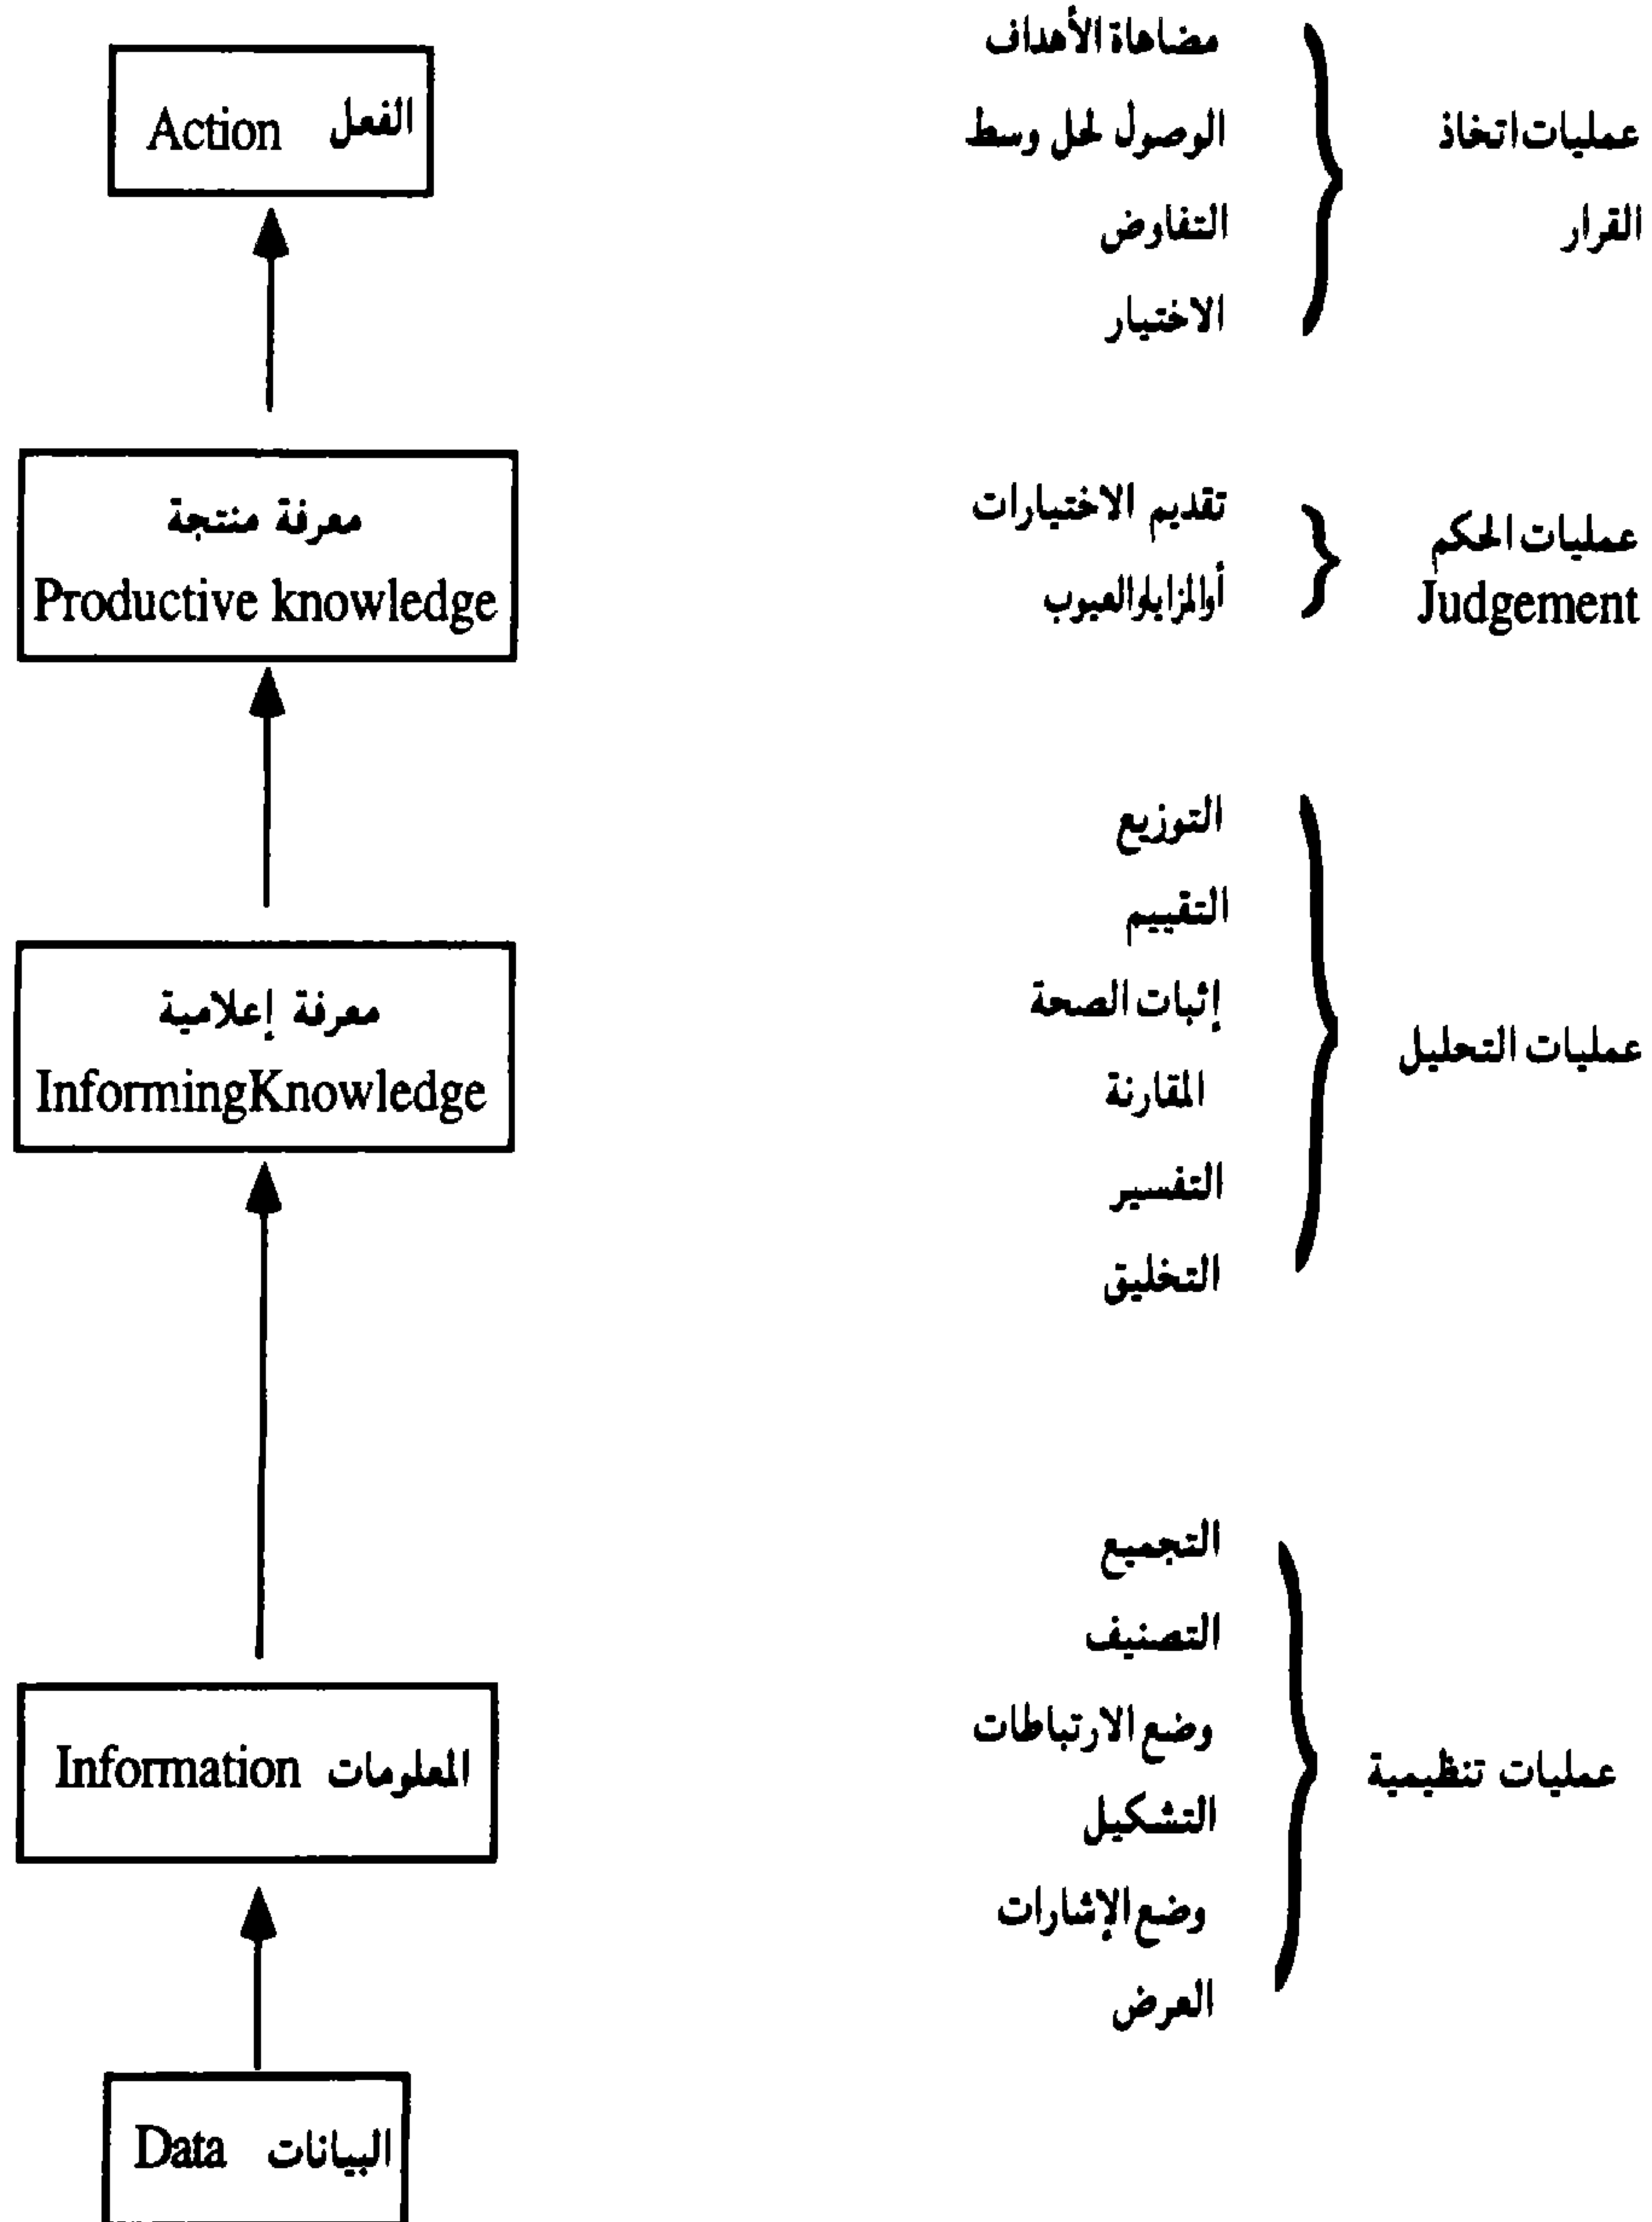 عمليات اتخاذ
القرار
مضاهاة الأهداف
الوصول لحل وسط
التفاوض
الاختيار
الفعل Action
عمليات الحكم
Judgement
تقديم الاختيارات
أو المزايا والعيوب
معرفة منتجة
Productive knowledge
عمليات التحليل
التوزيع
التقييم
إثبات الصحة
المقارنة
التفسير
التخليق
معرفة إعلامية
InformingKnowledge
عمليات تنظيمية
التجميع
التصنيف
وضع الارتباطات
التشكيل
وضع الإشارات
العرض
المعلومات Information
البيانات Data